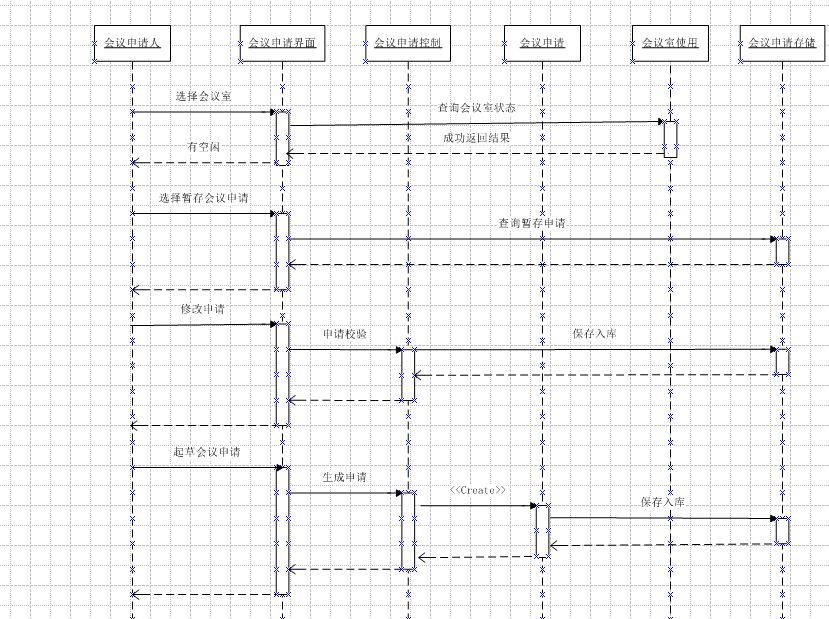 会议申请人
会议申请界面
会议申请控制
会议申请
会议室使用
会议申请存储
选择会议室
查询会议室状态
成功返回结果
有空闲
选择暂存会议申请
查询暂存申请
修改申请
申请校验
保存入库
起草会议申请
生成申请
<<Create>>
保存入库